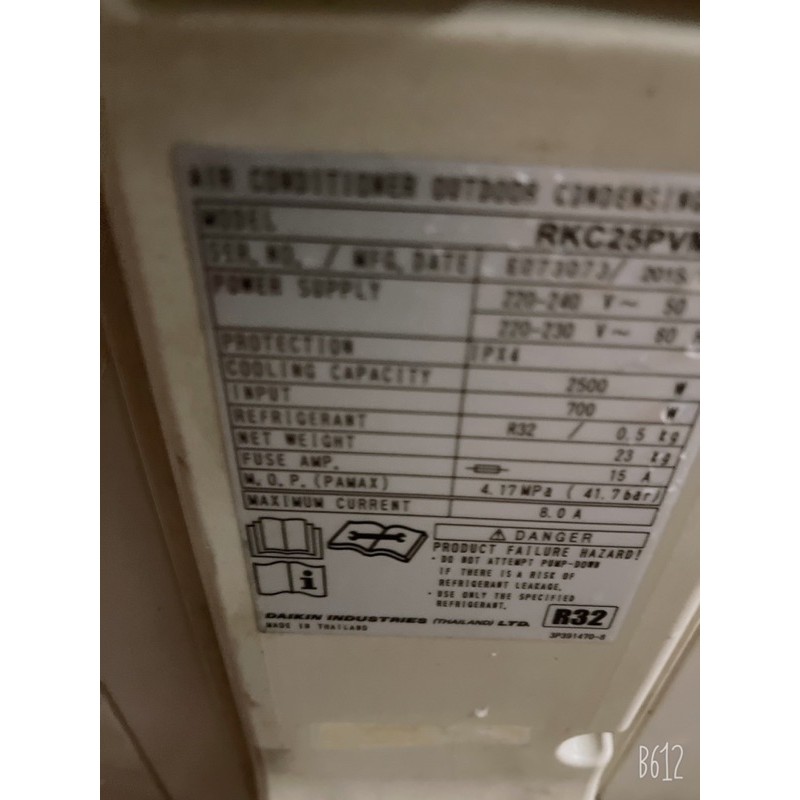 AIR CONDITIONER OUTDOOR CONDENSING
MODEL RKC25PVM
SER. NO. / MFG. DATE E073073/ 2015.
POWER SUPPLY 220-240 V~ 50
220-230 V~ 60 H
PROTECTION IPX4
COOLING CAPACITY 2500 W
INPUT 700 W
REFRIGERANT R32 / 0.5 kg
NET WEIGHT 23 kg
FUSE AMP. 15 A
M.O.P. (PAMAX) 4.17MPa (41.7bar)
MAXIMUM CURRENT 8.0 A
⚠ DANGER
PRODUCT FAILURE HAZARD!
· DO NOT ATTEMPT PUMP-DOWN
IF THERE IS A RISK OF
REFRIGERANT LEAKAGE.
· USE ONLY THE SPECIFIED
REFRIGERANT.
DAIKIN INDUSTRIES (THAILAND) LTD.
R32
MADE IN THAILAND
3P391470-8
B612